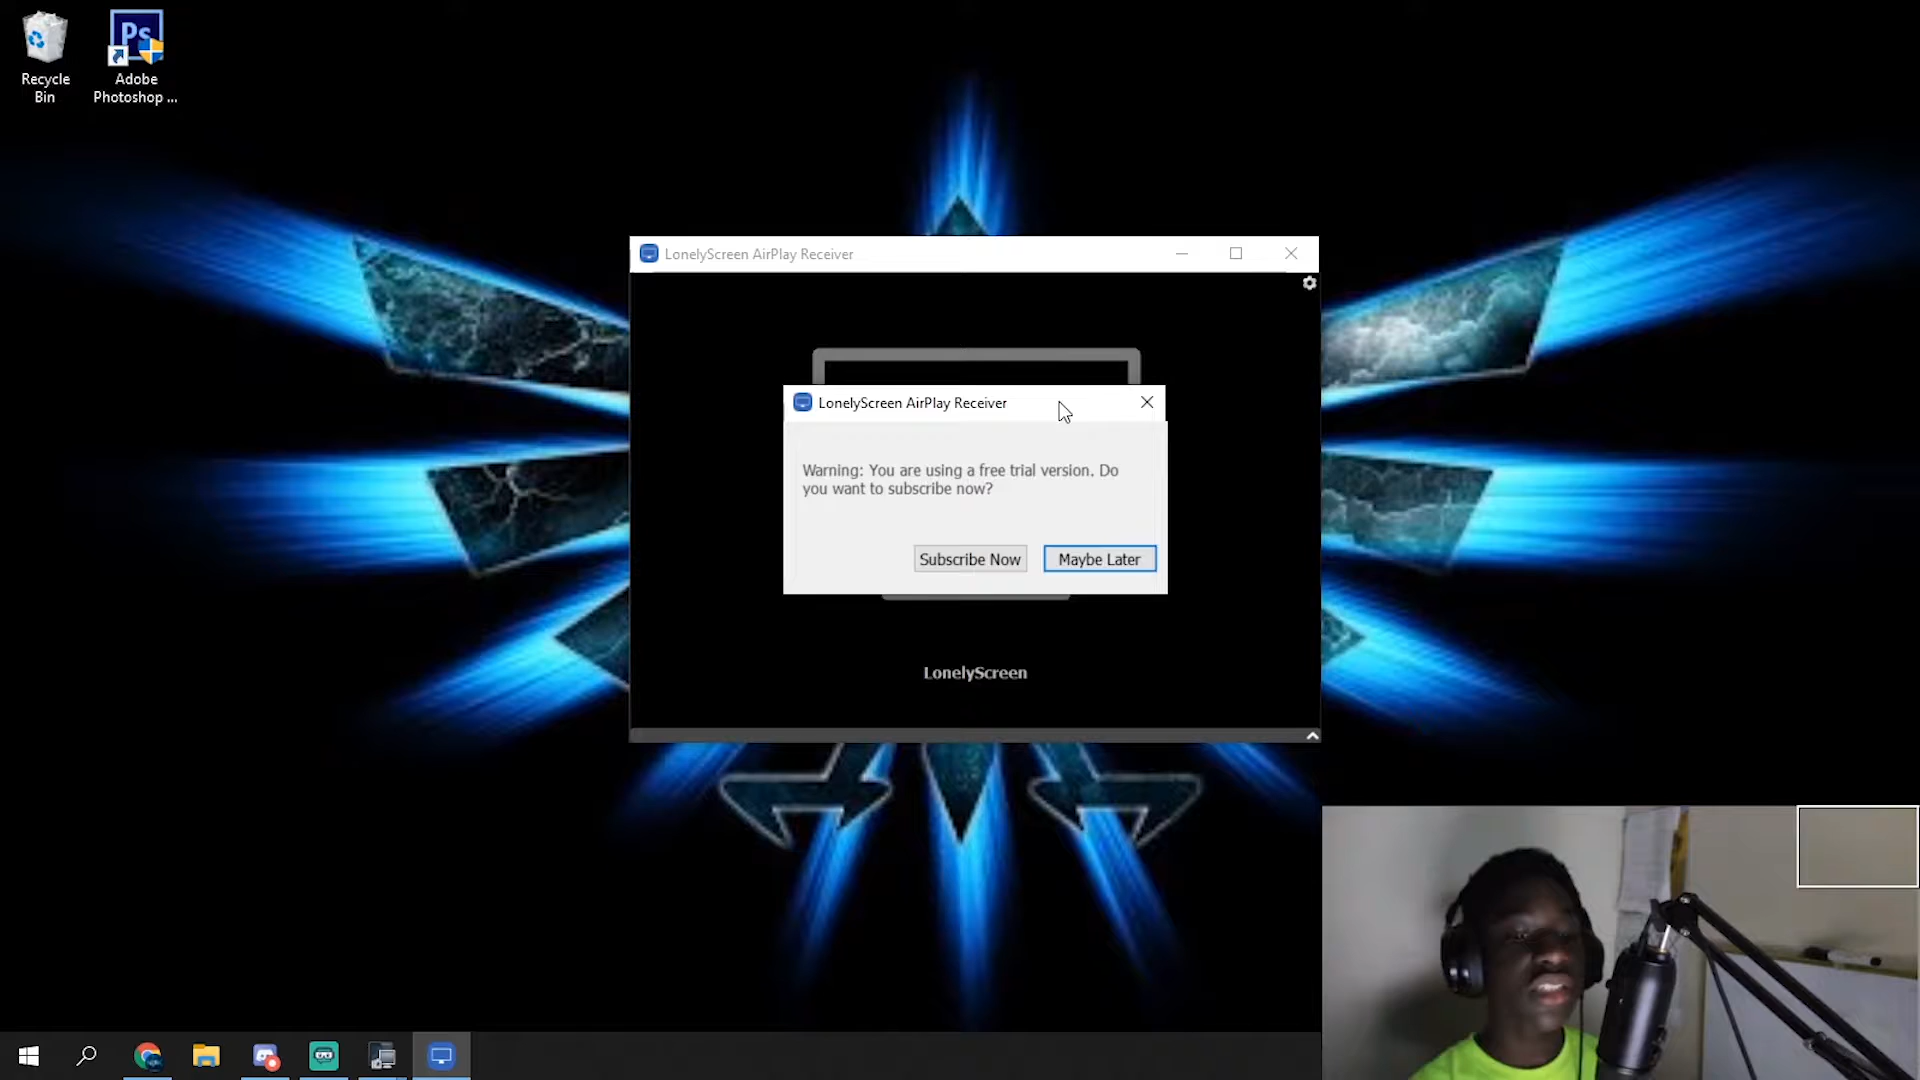 Ps
Recycle
Bin
Adobe
Photoshop ...
LonelyScreen AirPlay Receiver
LonelyScreen AirPlay Receiver
Warning: You are using a free trial version. Do
you want to subscribe now?
Subscribe Now
Maybe Later
LonelyScreen